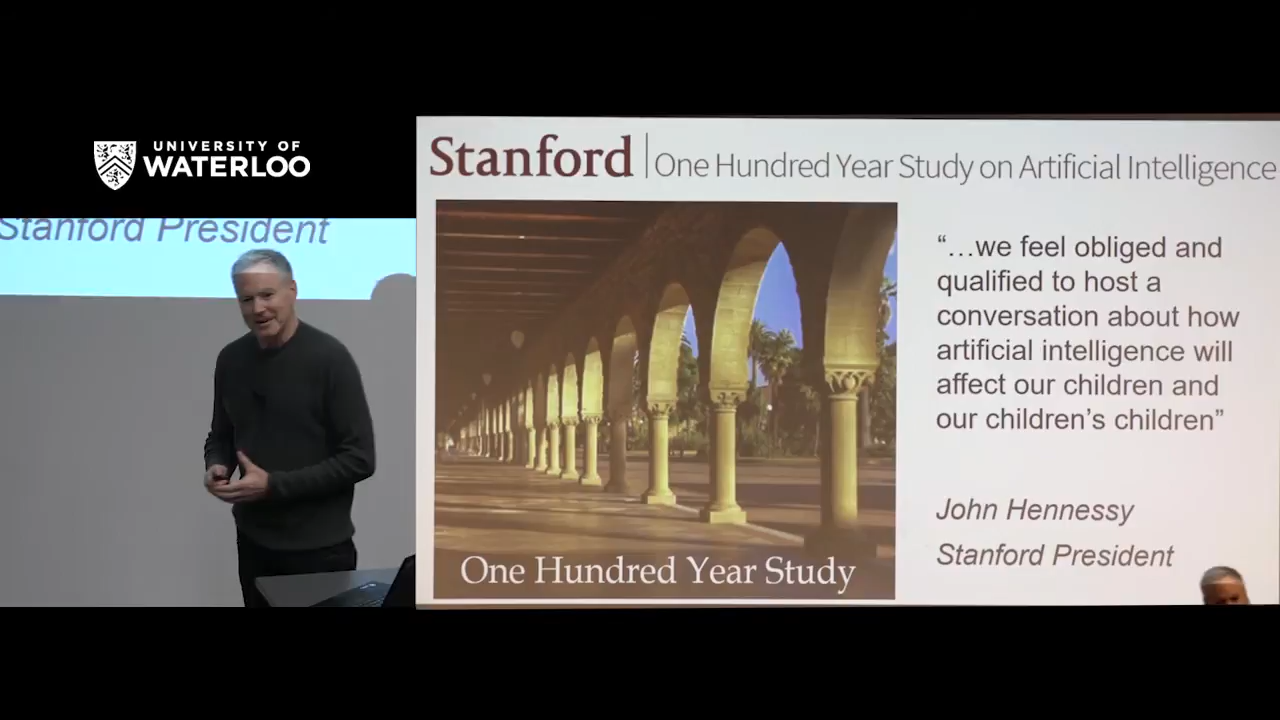 UNIVERSITY OF
WATERLOO
Stanford President
Stanford | One Hundred Year Study on Artificial Intelligence
“…we feel obliged and
qualified to host a
conversation about how
artificial intelligence will
affect our children and
our children’s children”
John Hennessy
Stanford President
One Hundred Year Study